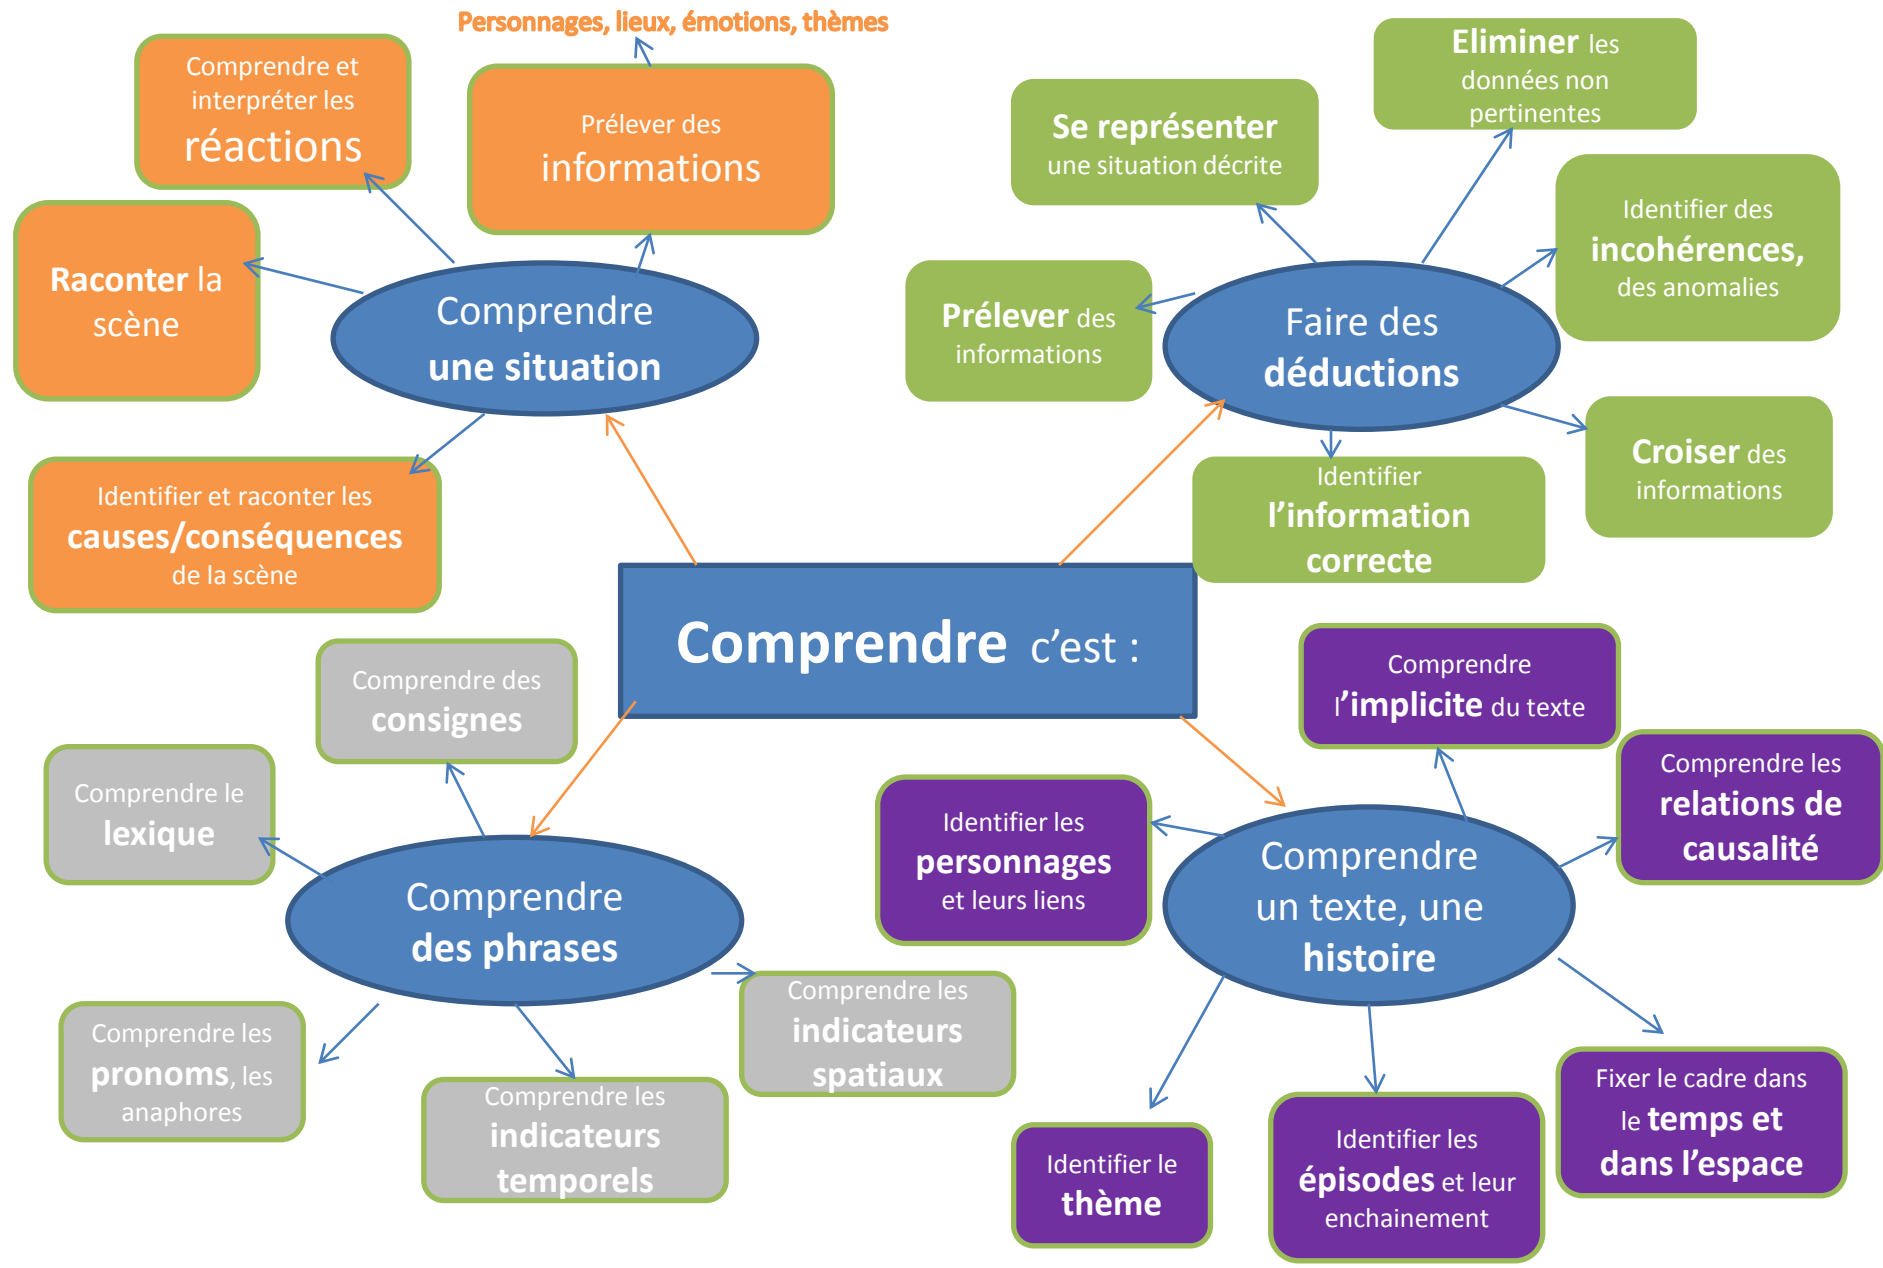 Personnages, lieux, émotions, thèmes
Comprendre et
interpréter les
réactions
Prélever des
informations
Raconter la
scène
Comprendre
une situation
Identifier et raconter les
causes/conséquences
de la scène
Eliminer les
données non
pertinentes
Se représenter
une situation décrite
Identifier des
incohérences,
des anomalies
Prélever des
informations
Faire des
déductions
Croiser des
informations
Identifier
l’information
correcte
Comprendre c’est :
Comprendre des
consignes
Comprendre le
lexique
Comprendre
des phrases
Comprendre les
indicateurs
spatiaux
Comprendre les
pronoms, les
anaphores
Comprendre les
indicateurs
temporels
Comprendre
l’implicite du texte
Comprendre les
relations de
causalité
Identifier les
personnages
et leurs liens
Comprendre
un texte, une
histoire
Identifier le
thème
Identifier les
épisodes et leur
enchainement
Fixer le cadre dans
le temps et
dans l’espace